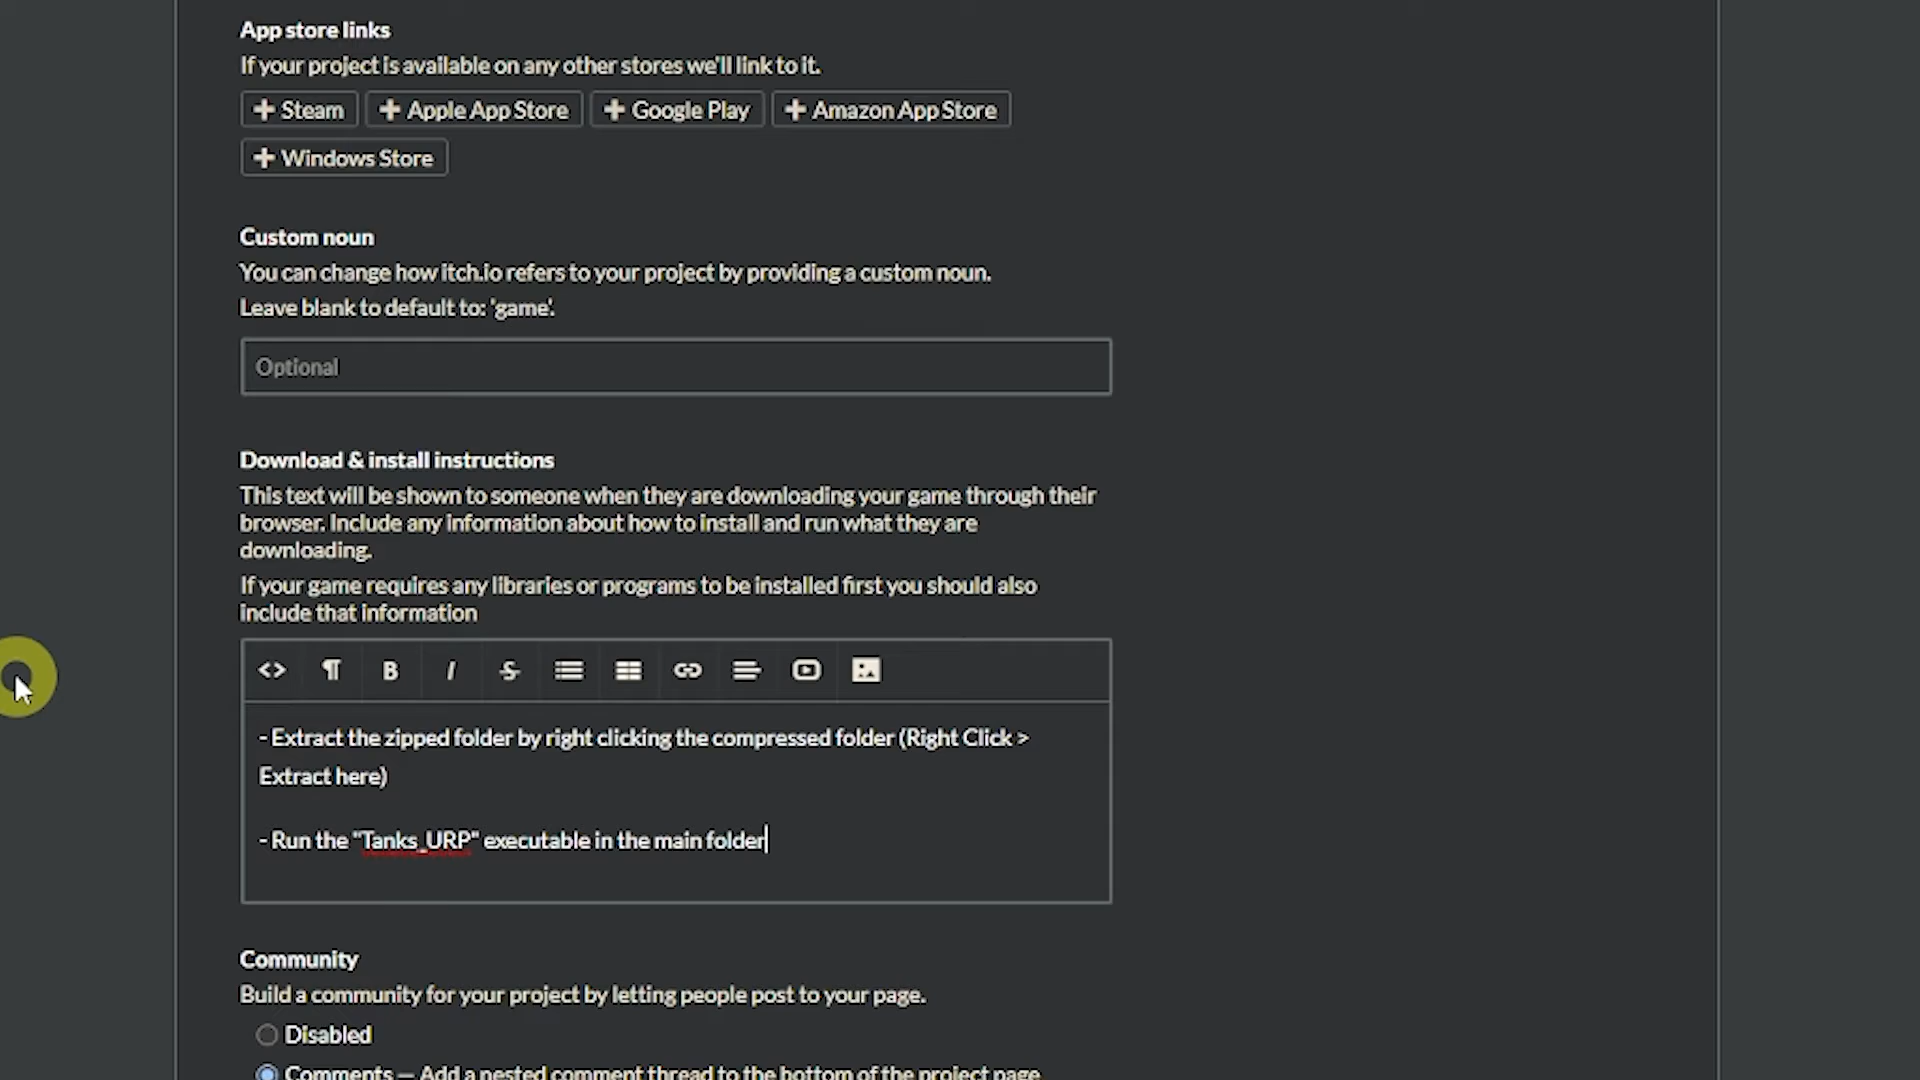 App store links
If your project is available on any other stores we'll link to it.
Steam Apple App Store Google Play Amazon App Store
Windows Store
Custom noun
You can change how itch.io refers to your project by providing a custom noun.
Leave blank to default to: 'game'.
Optional
Download & install instructions
This text will be shown to someone when they are downloading your game through their
browser. Include any information about how to install and run what they are
downloading.
If your game requires any libraries or programs to be installed first you should also
include that information
- Extract the zipped folder by right clicking the compressed folder (Right Click >
Extract here)
- Run the "Tanks_URP" executable in the main folder
Community
Build a community for your project by letting people post to your page.
Disabled
Comments — Add a nested comment thread to the bottom of the project page